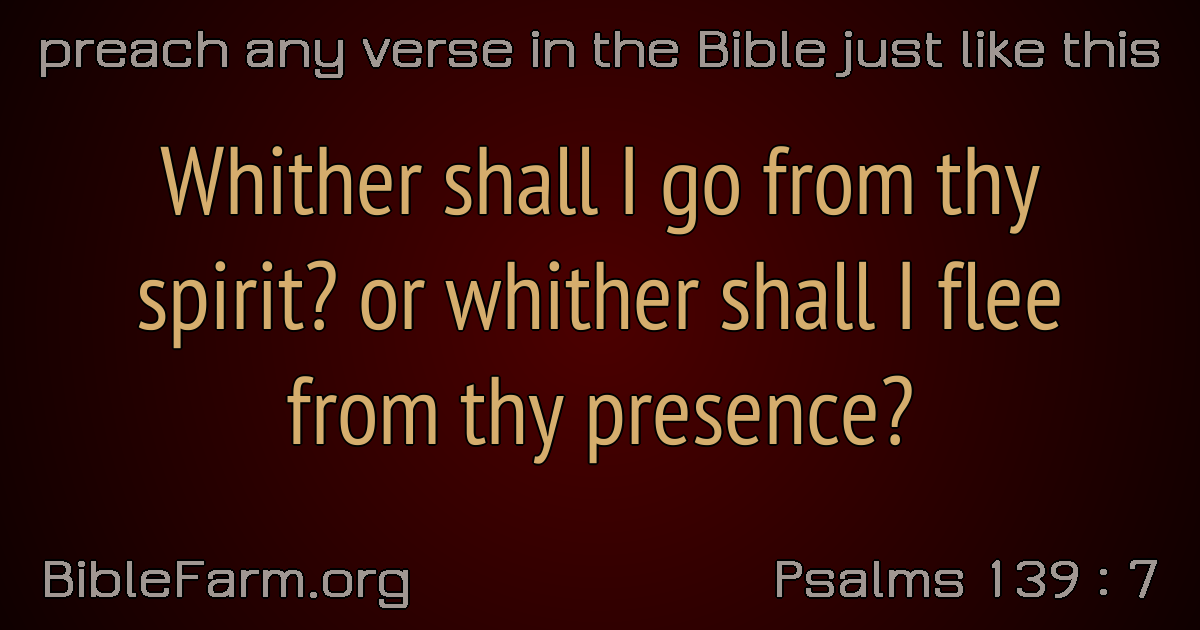 preach any verse in the Bible just like this
Whither shall I go from thy
spirit? or whither shall I flee
from thy presence?
BibleFarm.org
Psalms 139 : 7